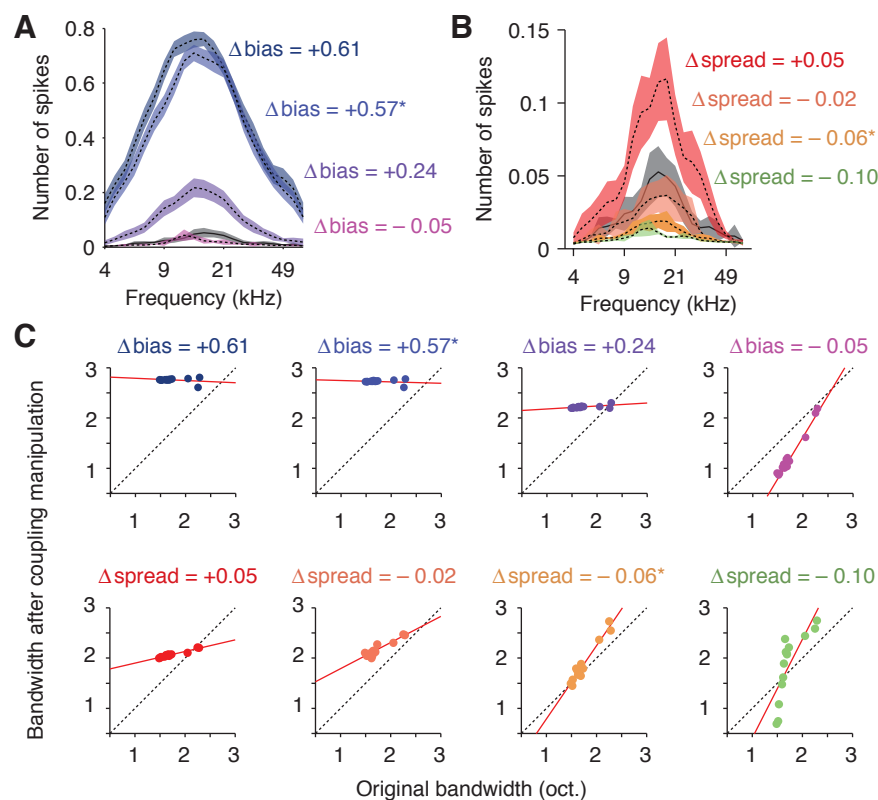 A
B
Number of spikes
0.8
0.6
0.4
0.2
0
4
9
21
49
Frequency (kHz)
Δbias = +0.61
Δbias = +0.57*
Δbias = +0.24
Δbias = – 0.05
Number of spikes
0.15
0.1
0.05
0
4
9
21
49
Frequency (kHz)
Δspread = +0.05
Δspread = – 0.02
Δspread = – 0.06*
Δspread = – 0.10
C
Bandwidth after coupling manipulation
Δbias = +0.61
3
2
1
1 2 3
Δbias = +0.57*
3
2
1
1 2 3
Δbias = +0.24
3
2
1
1 2 3
Δbias = – 0.05
3
2
1
1 2 3
Δspread = +0.05
3
2
1
1 2 3
Δspread = – 0.02
3
2
1
1 2 3
Δspread = – 0.06*
3
2
1
1 2 3
Δspread = – 0.10
3
2
1
1 2 3
Original bandwidth (oct.)